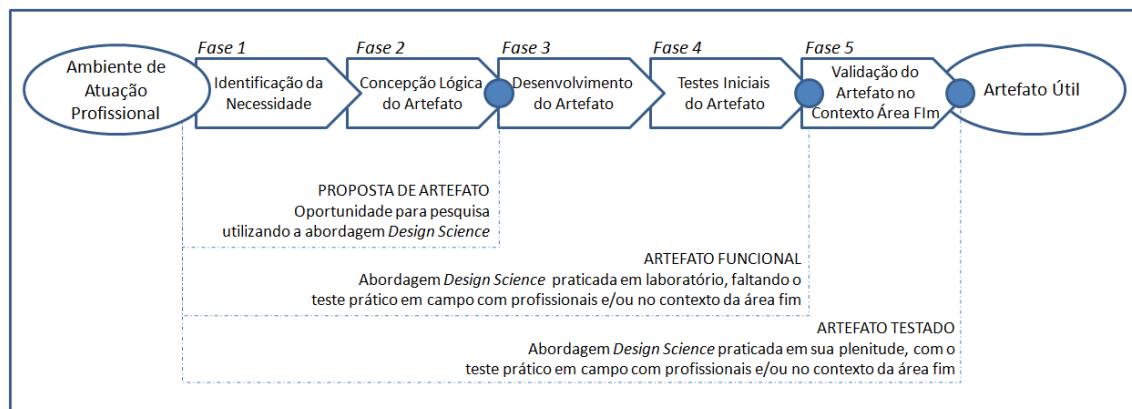 Fase 1
Fase 2
Fase 3
Fase 4
Fase 5
Ambiente de
Atuação
Profissional
Identificação da
Necessidade
Concepção Lógica
do Artefato
Desenvolvimento
do Artefato
Testes Iniciais
do Artefato
Validação do
Artefato no
Contexto Área FIm
Artefato Útil
PROPOSTA DE ARTEFATO
Oportunidade para pesquisa
utilizando a abordagem Design Science
ARTEFATO FUNCIONAL
Abordagem Design Science praticada em laboratório, faltando o
teste prático em campo com profissionais e/ou no contexto da área fim
ARTEFATO TESTADO
Abordagem Design Science praticada em sua plenitude, com o
teste prático em campo com profissionais e/ou no contexto da área fim